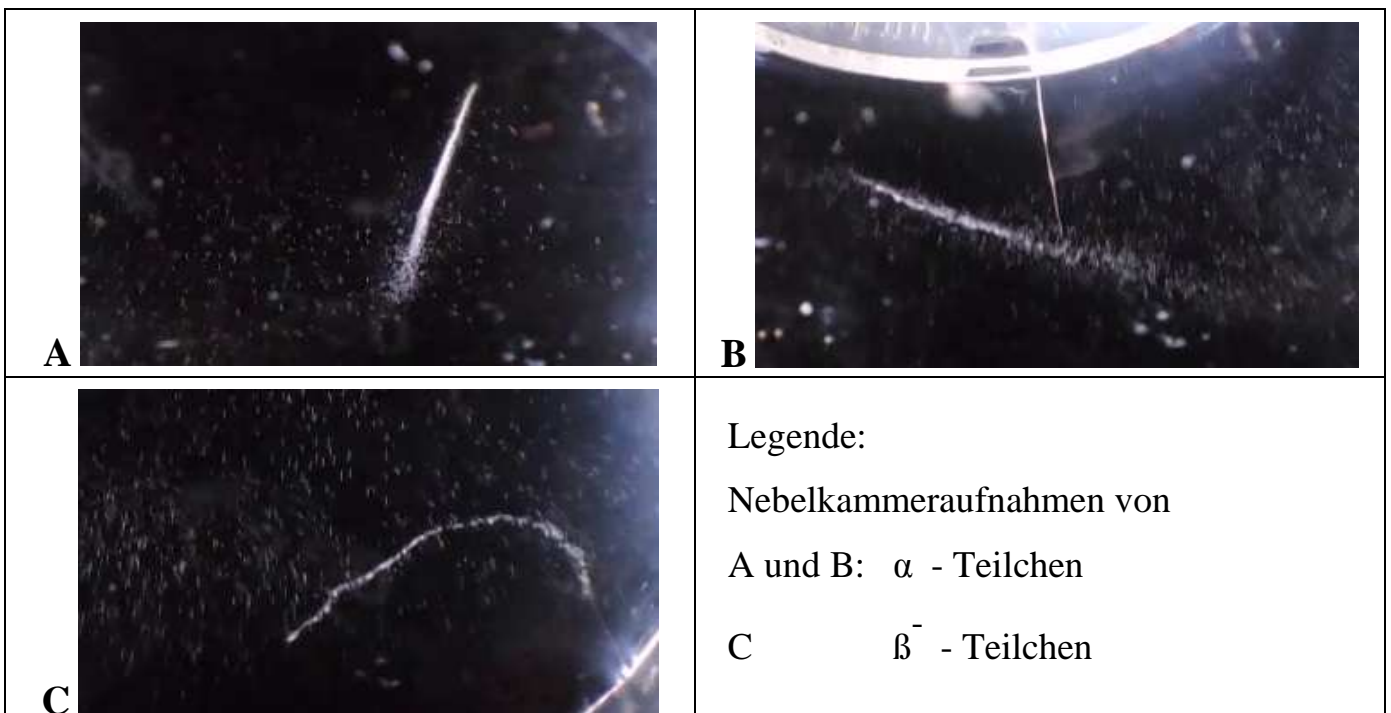 A
B
C
Legende:
Nebelkammeraufnahmen von
A und B: α - Teilchen
C ß⁻ - Teilchen